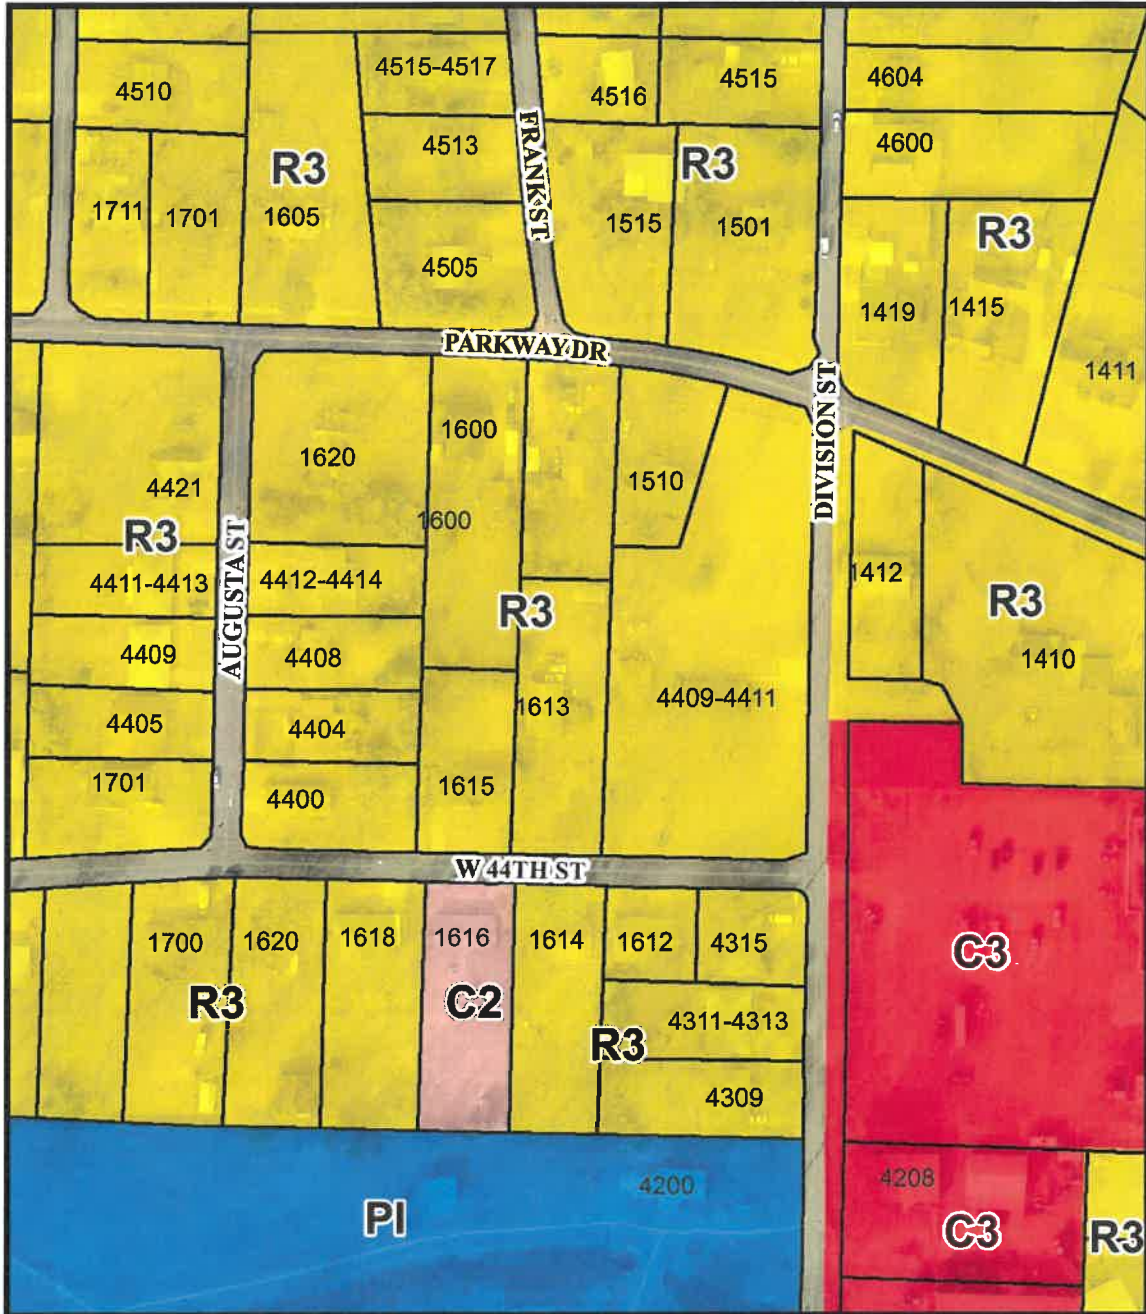 4510
4515-4517
4516
4515
4604
4513
4600
FRANK ST
R3
R3
1711
1701
1605
1515
1501
R3
4505
1419
1415
PARKWAY DR
1411
DIVISION ST
1600
1620
1510
4421
1600
R3
AUGUSTA ST
4411-4413
4412-4414
1412
R3
R3
4409
4408
1410
4409-4411
1613
4405
4404
1701
1615
4400
W 44TH ST
1700
1620
1618
1616
1614
1612
4315
C3
R3
C2
4311-4313
R3
4309
4200
4208
PI
C3
R3